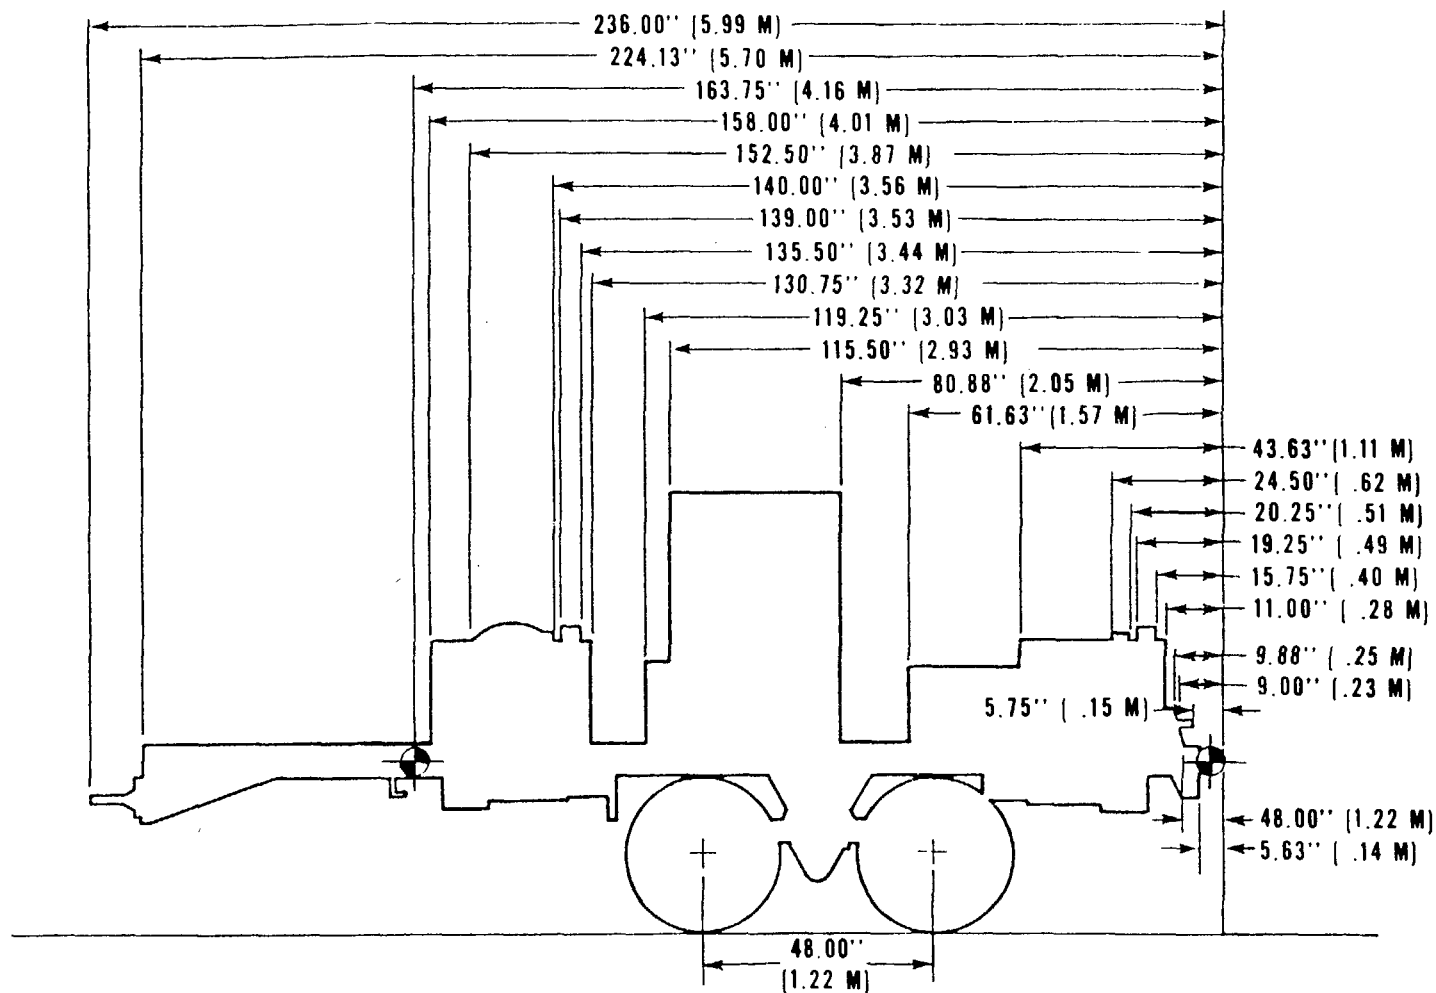 236.00'' (5.99 M)
224.13'' (5.70 M)
163.75'' (4.16 M)
158.00'' (4.01 M)
152.50'' (3.87 M)
140.00'' (3.56 M)
139.00'' (3.53 M)
135.50'' (3.44 M)
130.75'' (3.32 M)
119.25'' (3.03 M)
115.50'' (2.93 M)
80.88'' (2.05 M)
61.63'' (1.57 M)
43.63'' (1.11 M)
24.50'' ( .62 M)
20.25'' ( .51 M)
19.25'' ( .49 M)
15.75'' ( .40 M)
11.00'' ( .28 M)
9.88'' ( .25 M)
9.00'' ( .23 M)
5.75'' ( .15 M)
48.00'' (1.22 M)
5.63'' ( .14 M)
48.00''
(1.22 M)